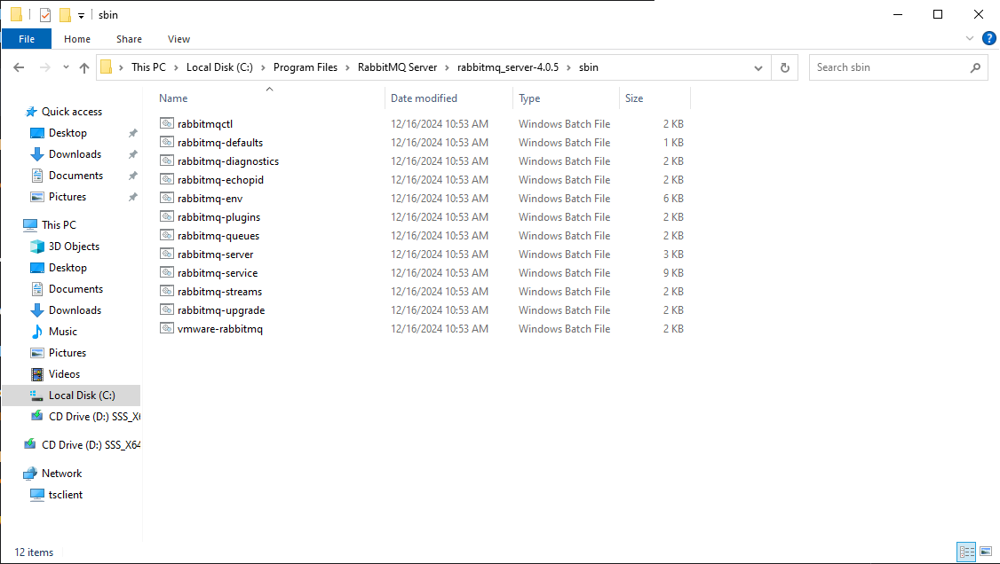 sbin
File Home Share View
This PC Local Disk (C:) Program Files RabbitMQ Server rabbitmq_server-4.0.5 sbin
Search sbin
Name Date modified Type Size
Quick access
Desktop
Downloads
Documents
Pictures
This PC
3D Objects
Desktop
Documents
Downloads
Music
Pictures
Videos
Local Disk (C:)
CD Drive (D:) SSS_X6
CD Drive (D:) SSS_X64
Network
tsclient
rabbitmqctl 12/16/2024 10:53 AM Windows Batch File 2 KB
rabbitmq-defaults 12/16/2024 10:53 AM Windows Batch File 1 KB
rabbitmq-diagnostics 12/16/2024 10:53 AM Windows Batch File 2 KB
rabbitmq-echopid 12/16/2024 10:53 AM Windows Batch File 2 KB
rabbitmq-env 12/16/2024 10:53 AM Windows Batch File 6 KB
rabbitmq-plugins 12/16/2024 10:53 AM Windows Batch File 2 KB
rabbitmq-queues 12/16/2024 10:53 AM Windows Batch File 2 KB
rabbitmq-server 12/16/2024 10:53 AM Windows Batch File 3 KB
rabbitmq-service 12/16/2024 10:53 AM Windows Batch File 9 KB
rabbitmq-streams 12/16/2024 10:53 AM Windows Batch File 2 KB
rabbitmq-upgrade 12/16/2024 10:53 AM Windows Batch File 2 KB
vmware-rabbitmq 12/16/2024 10:53 AM Windows Batch File 2 KB
12 items